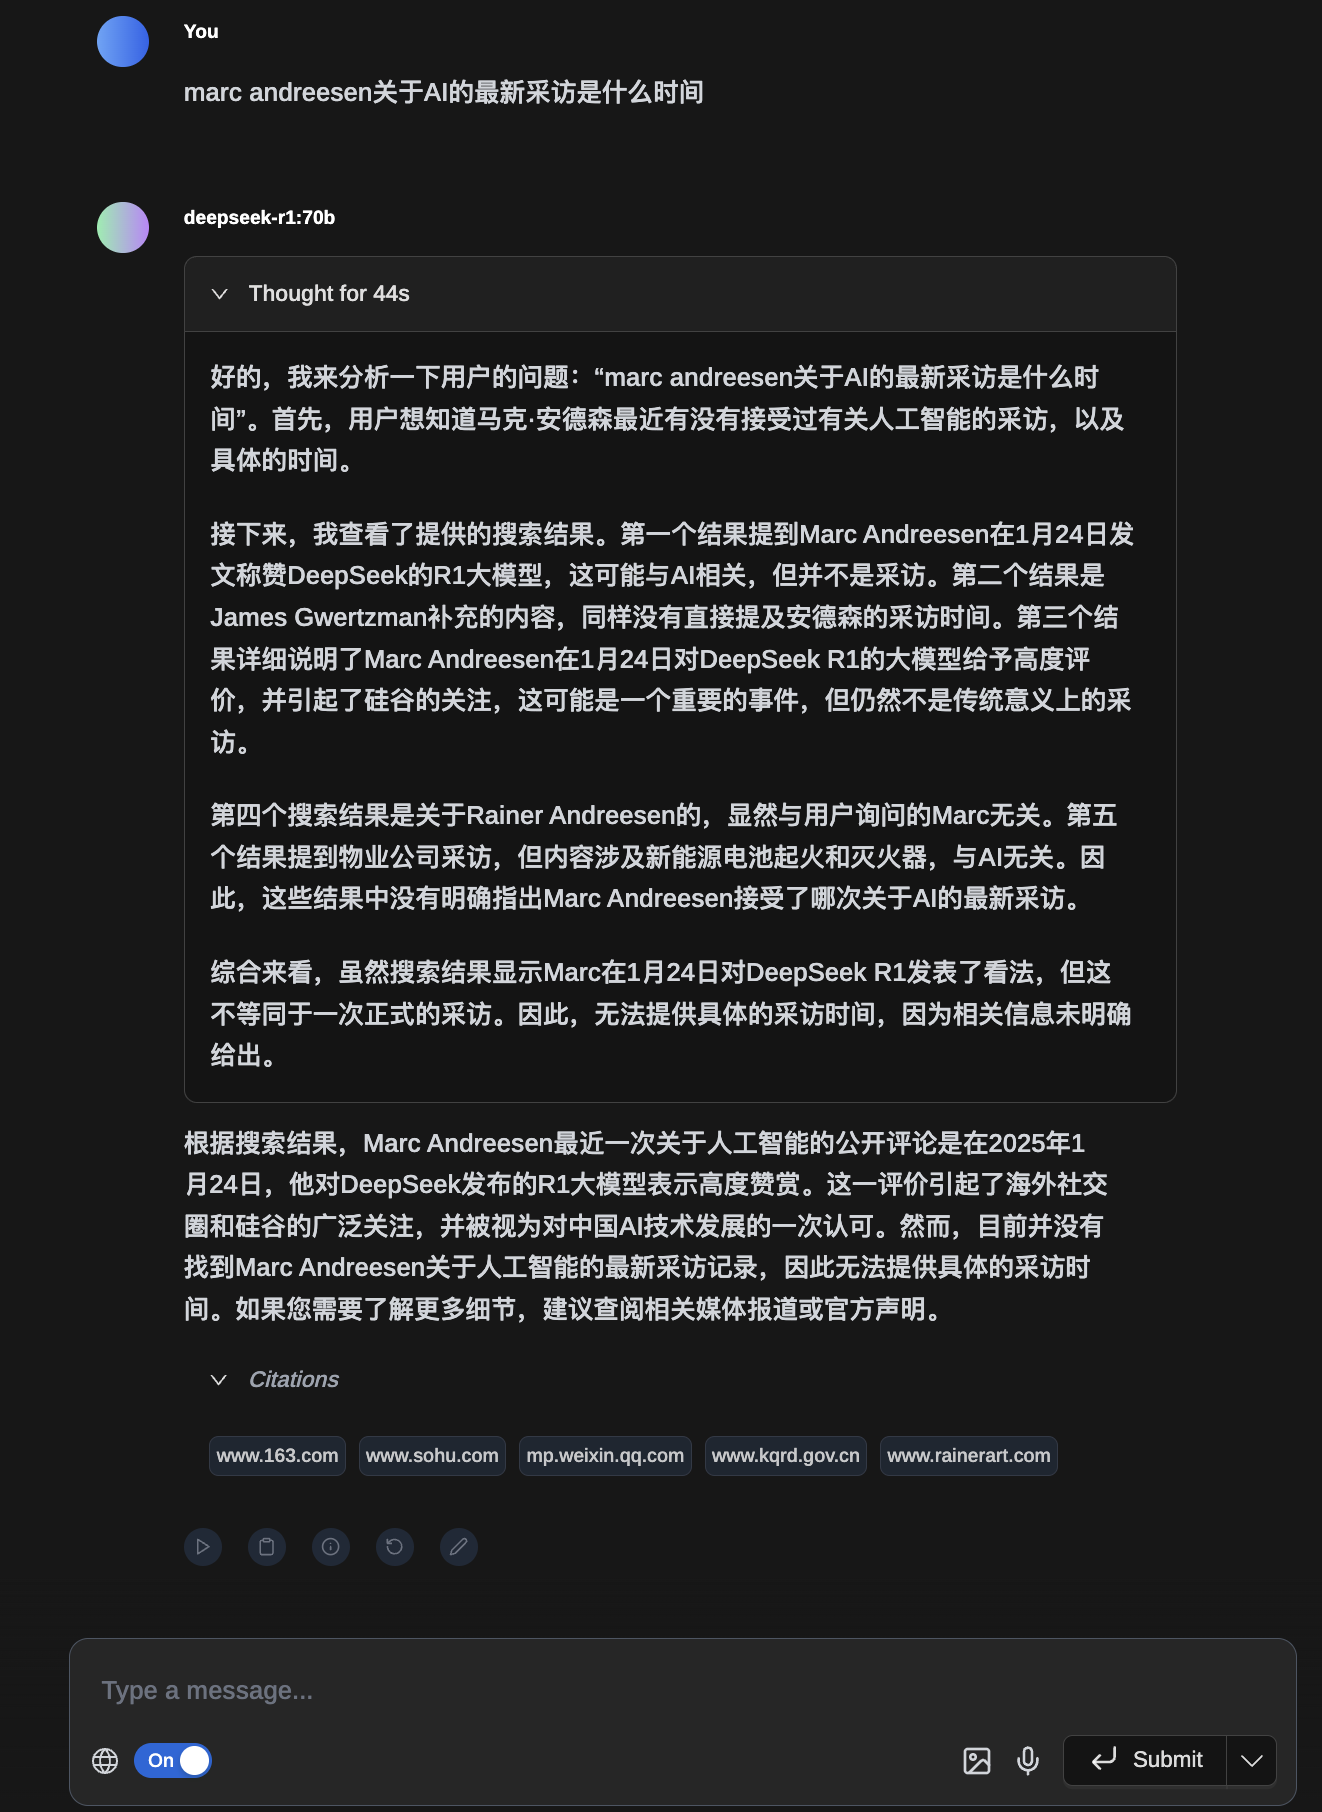 You
marc andreesen关于AI的最新采访是什么时间
deepseek-r1:70b
Thought for 44s
好的，我来分析一下用户的问题：“marc andreesen关于AI的最新采访是什么时
间”。首先，用户想知道马克·安德森最近有没有接受过有关人工智能的采访，以及
具体的时间。
接下来，我查看了提供的搜索结果。第一个结果提到Marc Andreesen在1月24日发
文称赞DeepSeek的R1大模型，这可能与AI相关，但并不是采访。第二个结果是
James Gwertzman补充的内容，同样没有直接提及安德森的采访时间。第三个结
果详细说明了Marc Andreesen在1月24日对DeepSeek R1的大模型给予高度评
价，并引起了硅谷的关注，这可能是一个重要的事件，但仍然不是传统意义上的采
访。
第四个搜索结果是关于Rainer Andreesen的，显然与用户询问的Marc无关。第五
个结果提到物业公司采访，但内容涉及新能源电池起火和灭火器，与AI无关。因
此，这些结果中没有明确指出Marc Andreesen接受了哪次关于AI的最新采访。
综合来看，虽然搜索结果显示Marc在1月24日对DeepSeek R1发表了看法，但这
不等同于一次正式的采访。因此，无法提供具体的采访时间，因为相关信息未明确
给出。
根据搜索结果，Marc Andreesen最近一次关于人工智能的公开评论是在2025年1
月24日，他对DeepSeek发布的R1大模型表示高度赞赏。这一评价引起了海外社交
圈和硅谷的广泛关注，并被视为对中国AI技术发展的一次认可。然而，目前并没有
找到Marc Andreesen关于人工智能的最新采访记录，因此无法提供具体的采访时
间。如果您需要了解更多细节，建议查阅相关媒体报道或官方声明。
Citations
www.163.com www.sohu.com mp.weixin.qq.com www.kqrd.gov.cn www.rainerart.com
Type a message...
On Submit